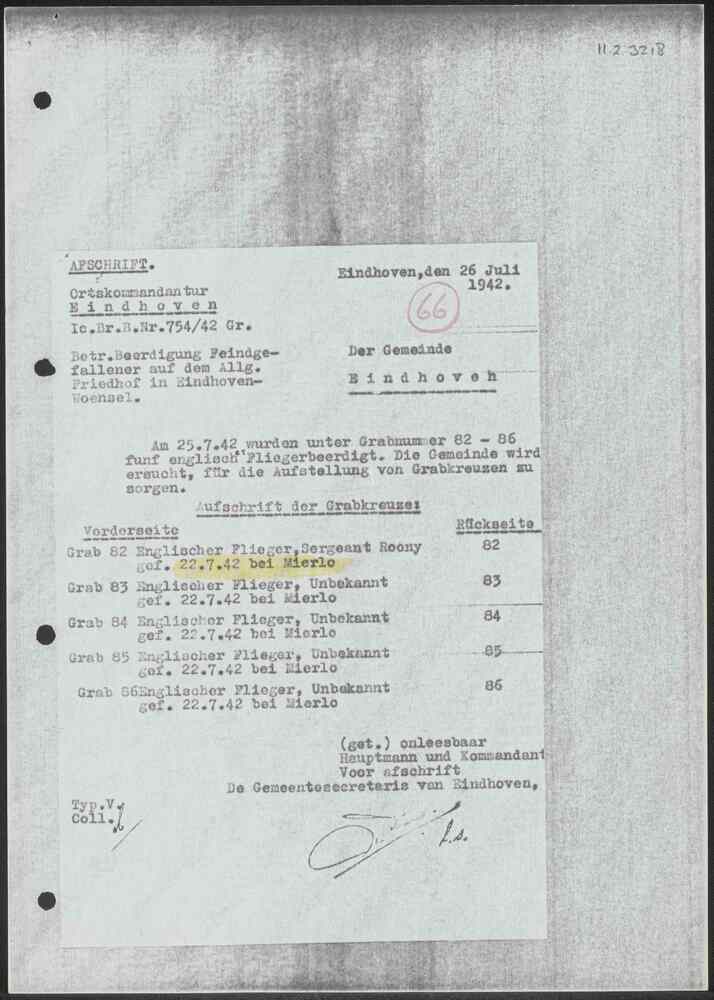 11 2 3218
AFSCHRIFT.
Eindhoven,den 26 Juli
1942.
Ortskommandantur
Eindhoven
66
Ic.Br.B.Nr.754/42 Gr.
Betr.Beerdigung Feindge-
fallener auf dem Allg.
Friedhof in Eindhoven-
Woensel.
Der Gemeinde
Eindhoven
Am 25.7.42 wurden unter Grabnummer 82 - 86
funf englisch Fliegerbeerdigt. Die Gemeinde wird
ersucht, für die Aufstellung von Grabkreuzen zu
sorgen.
Aufschrift der Grabkreuze:
Vorderseite Rückseite
Grab 82 Englischer Flieger,Sergeant Roony 82
gef. 22.7.42 bei Mierlo
Grab 83 Englischer Flieger, Unbekannt 83
gef. 22.7.42 bei Mierlo
Grab 84 Englischer Flieger, Unbekannt 84
gef. 22.7.42 bei Mierlo
Grab 85 Englischer Flieger, Unbekannt 85
gef. 22.7.42 bei Mierlo
Grab 86Englischer Flieger, Unbekannt 86
gef. 22.7.42 bei Mierlo
(get.) onleesbaar
Hauptmann und Kommandant
Voor afschrift
De Gemeentesecretaris van Eindhoven,
Typ.V.
Coll.
l.s.